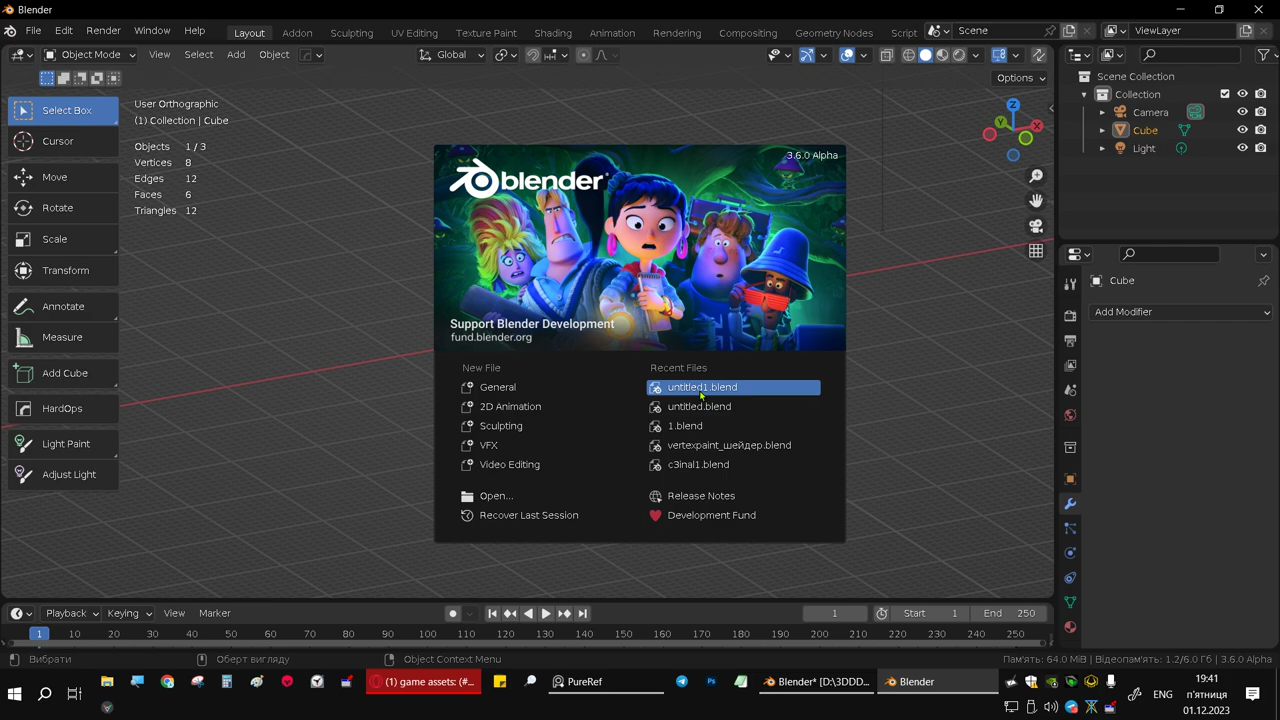 Blender
File Edit Render Window Help Layout Addon Sculpting UV Editing Texture Paint Shading Animation Rendering Compositing Geometry Nodes Script Scene ViewLayer
Object Mode View Select Add Object Global
Options
Select Box
Cursor
Move
Rotate
Scale
Transform
Annotate
Measure
Add Cube
HardOps
Light Paint
Adjust Light
User Orthographic
(1) Collection | Cube
Objects 1 / 3
Vertices 8
Edges 12
Faces 6
Triangles 12
Z
Y
X
3.6.0 Alpha
blender
Support Blender Development
fund.blender.org
New File
General
2D Animation
Sculpting
VFX
Video Editing
Open...
Recover Last Session
Recent Files
untitled1.blend
untitled.blend
1.blend
vertexpaint_шейдер.blend
c3inal1.blend
Release Notes
Development Fund
Scene Collection
Collection
Camera
Cube
Light
Cube
Add Modifier
Playback Keying View Marker 1 Start 1 End 250
1 10 20 30 40 50 60 70 80 90 100 110 120 130 140 150 160 170 180 190 200 210 220 230 240 250
Вибрати Оберт вигляду Object Context Menu Пам'ять: 64.0 MiB | Відеопам'ять: 1.2/6.0 Гб | 3.6.0 Alpha
(1) game assets: (#... PureRef Blender* [D:\3DDD... Blender ENG
19:41
п'ятниця
01.12.2023